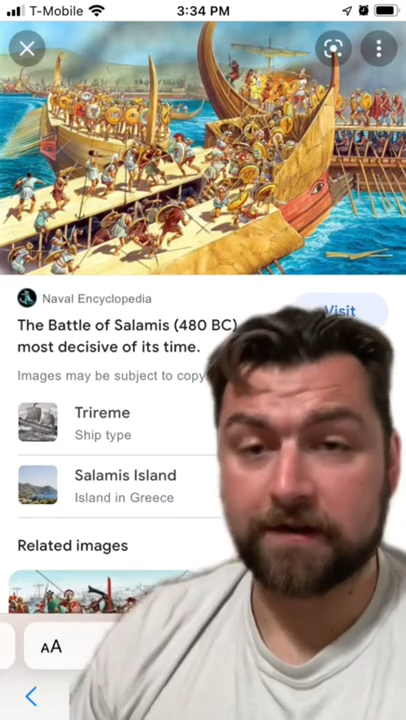 T-Mobile
3:34 PM
Naval Encyclopedia
Visit
The Battle of Salamis (480 BC)
most decisive of its time.
Images may be subject to copy
Trireme
Ship type
Salamis Island
Island in Greece
Related images
AA